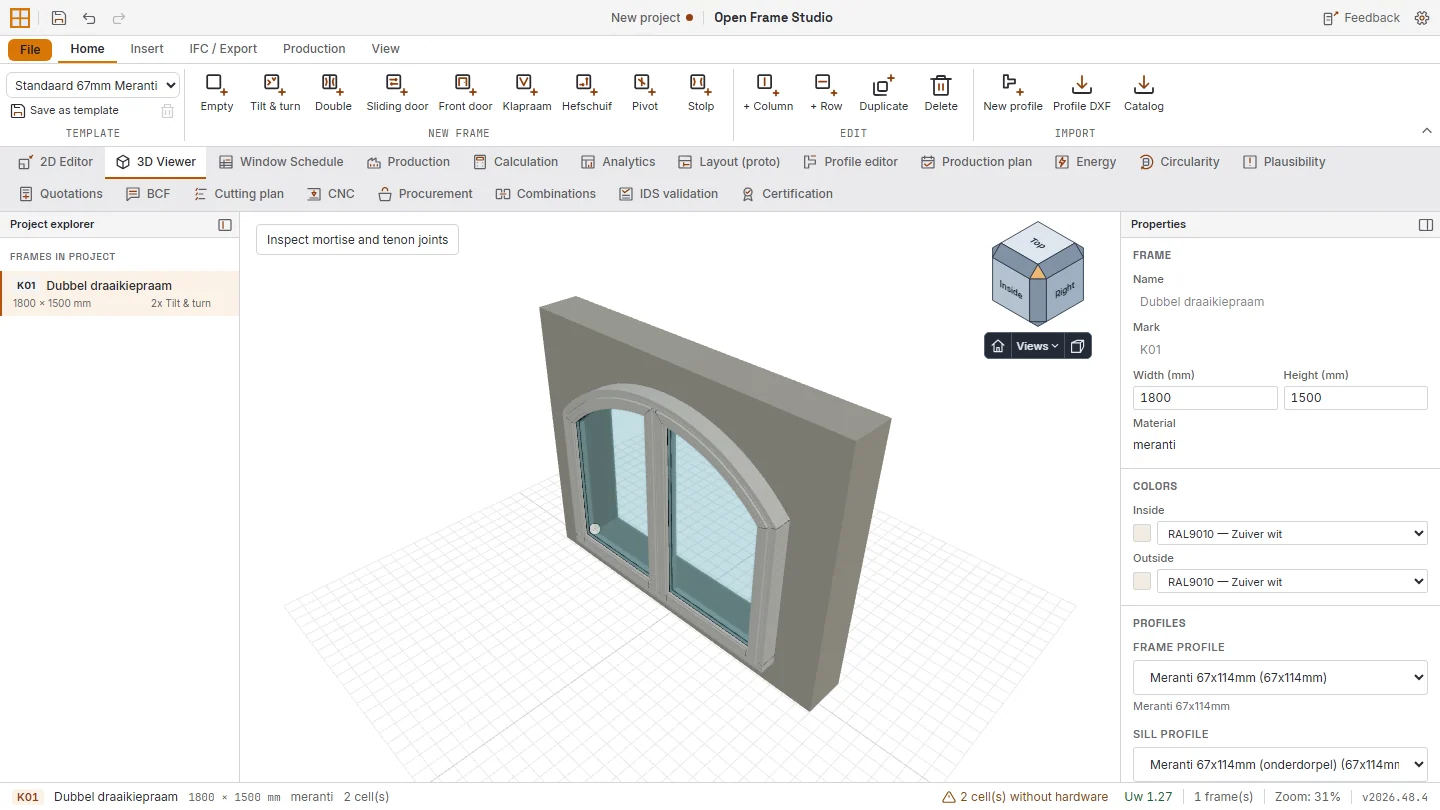 New project
Open Frame Studio
Feedback
File
Home
Insert
IFC / Export
Production
View
Standaard 67mm Meranti
Save as template
TEMPLATE
Empty
Tilt & turn
Double
Sliding door
Front door
Klapraam
Hefschuif
Pivot
Stolp
NEW FRAME
+ Column
+ Row
Duplicate
Delete
EDIT
New profile
Profile DXF
Catalog
IMPORT
2D Editor
3D Viewer
Window Schedule
Production
Calculation
Analytics
Layout (proto)
Profile editor
Production plan
Energy
Circularity
Plausibility
Quotations
BCF
Cutting plan
CNC
Procurement
Combinations
IDS validation
Certification
Project explorer
FRAMES IN PROJECT
K01 Dubbel draaikiepraam
1800 × 1500 mm 2x Tilt & turn
Inspect mortise and tenon joints
Top
Inside
Right
Views
Properties
FRAME
Name
Dubbel draaikiepraam
Mark
K01
Width (mm) Height (mm)
1800 1500
Material
meranti
COLORS
Inside
RAL9010 — Zuiver wit
Outside
RAL9010 — Zuiver wit
PROFILES
FRAME PROFILE
Meranti 67x114mm (67x114mm)
Meranti 67x114mm
SILL PROFILE
Meranti 67x114mm (onderdorpel) (67x114mm
K01 Dubbel draaikiepraam 1800 × 1500 mm meranti 2 cell(s)
2 cell(s) without hardware Uw 1.27 1 frame(s) Zoom: 31% v2026.48.4